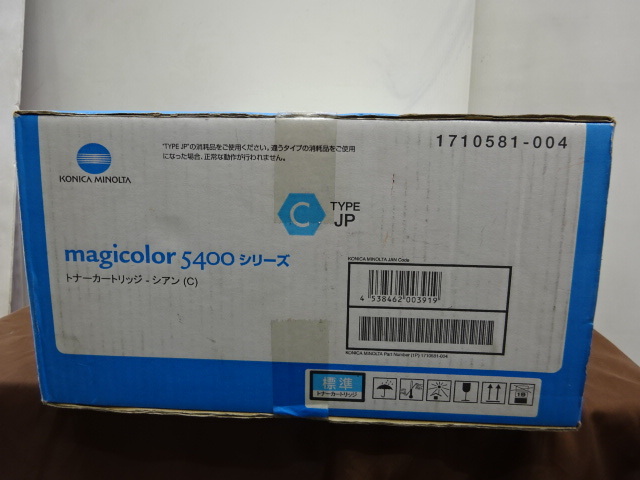 KONICA MINOLTA
"TYPE JP"の消耗品をご使用ください。違うタイプの消耗品をご使用
になった場合、正常な動作が行われません。
1710581-004
C
TYPE
JP
magicolor 5400 シリーズ
トナーカートリッジ - シアン (C)
KONICA MINOLTA JAN Code
4 538462 003919
KONICA MINOLTA Part Number (JP) 1710581-004
標準
トナーカートリッジ